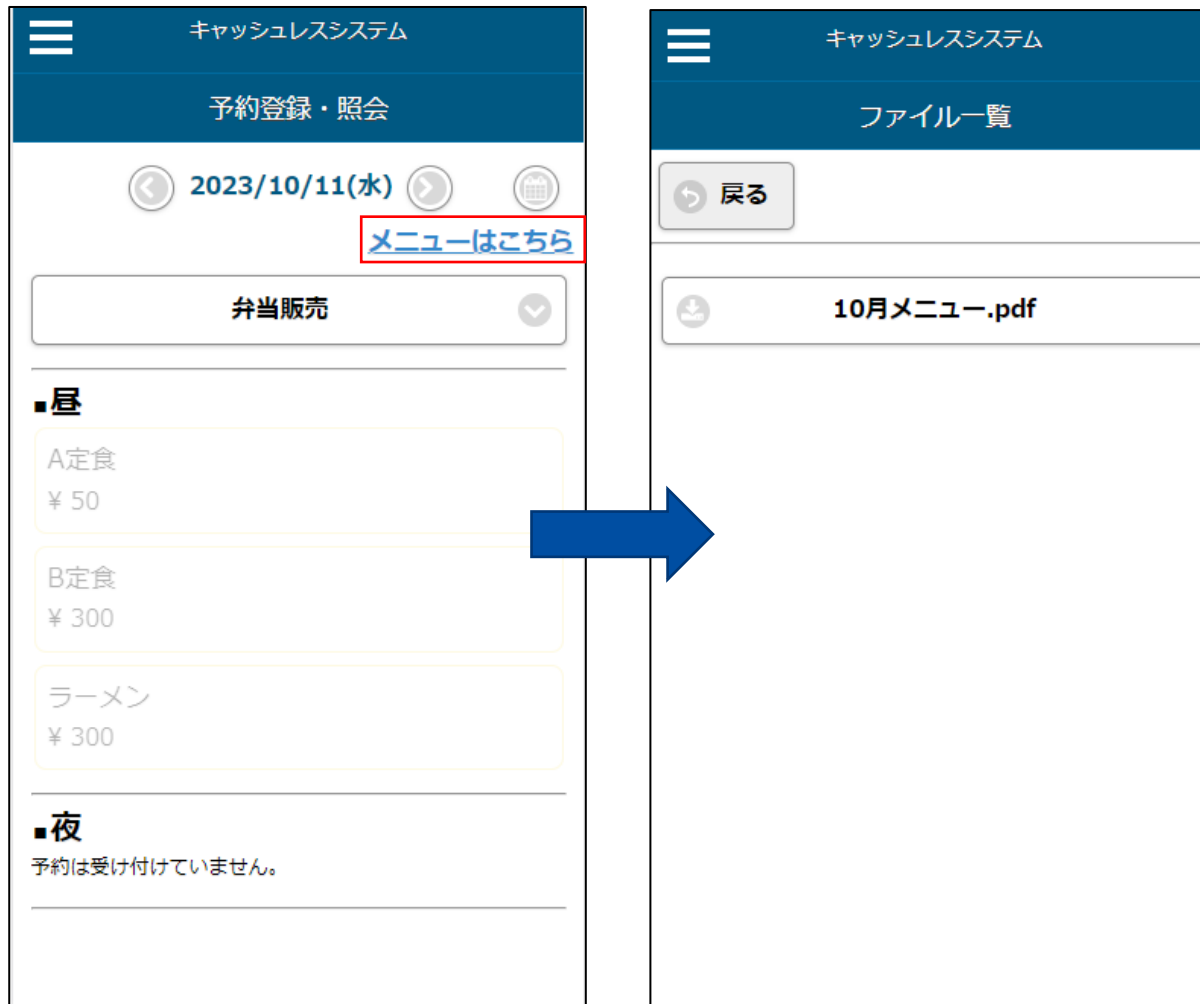 キャッシュレスシステム
予約登録・照会
2023/10/11(水)
メニューはこちら
弁当販売
■昼
A定食
¥ 50
B定食
¥ 300
ラーメン
¥ 300
■夜
予約は受け付けていません。
キャッシュレスシステム
ファイル一覧
戻る
10月メニュー.pdf